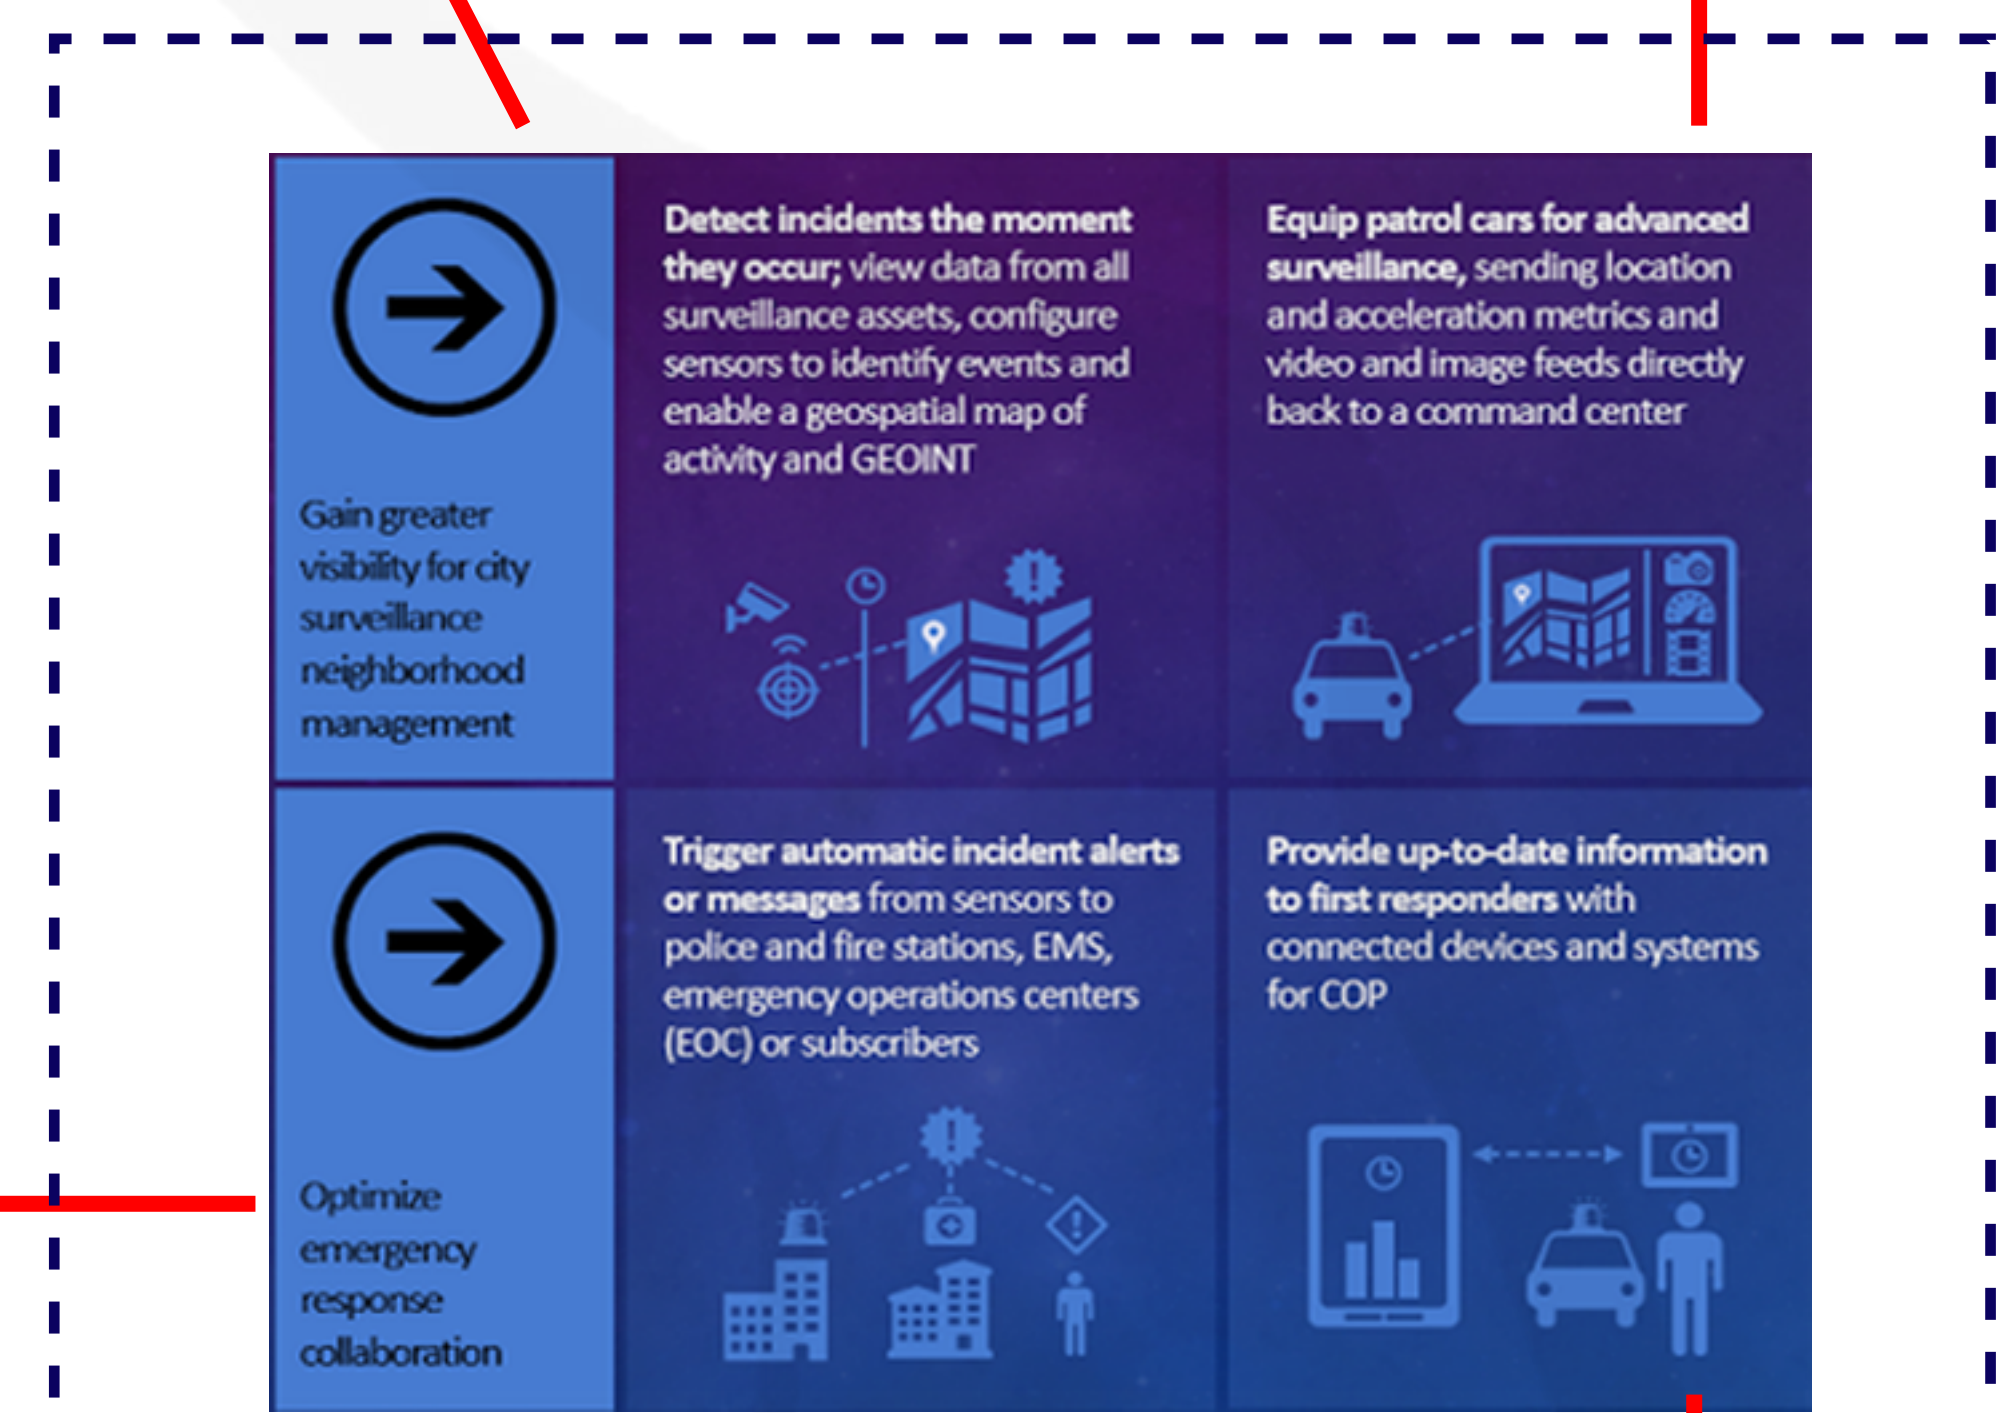 Gain greater
visibility for city
surveillance
neighborhood
management
Detect incidents the moment
they occur; view data from all
surveillance assets, configure
sensors to identify events and
enable a geospatial map of
activity and GEOINT
Equip patrol cars for advanced
surveillance, sending location
and acceleration metrics and
video and image feeds directly
back to a command center
Optimize
emergency
response
collaboration
Trigger automatic incident alerts
or messages from sensors to
police and fire stations, EMS,
emergency operations centers
(EOC) or subscribers
Provide up-to-date information
to first responders with
connected devices and systems
for COP